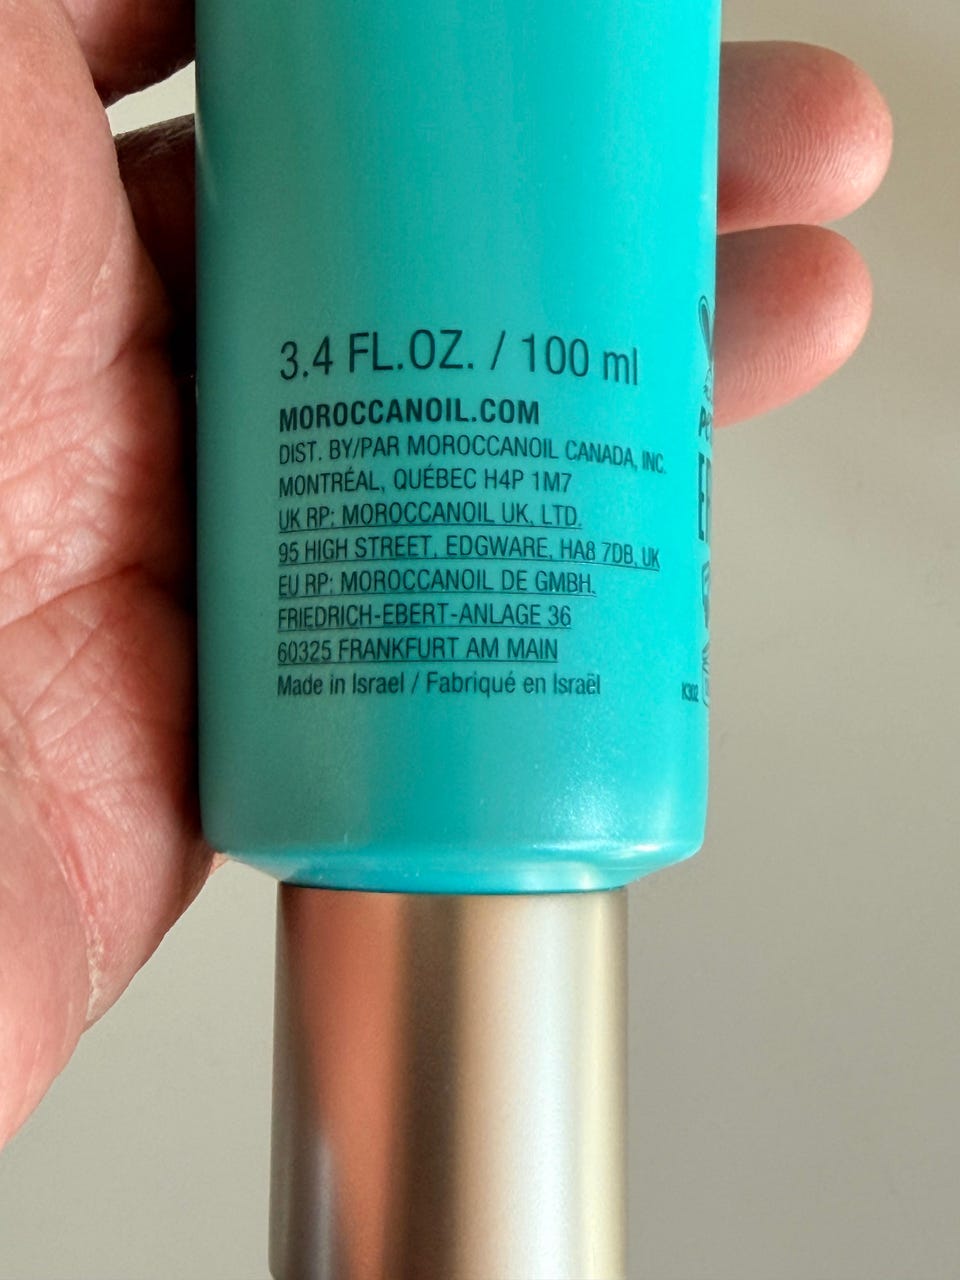 3.4 FL.OZ. / 100 ml
MOROCCANOIL.COM
DIST. BY/PAR MOROCCANOIL CANADA, INC.
MONTRÉAL, QUÉBEC H4P 1M7
UK RP: MOROCCANOIL UK, LTD.
95 HIGH STREET, EDGWARE, HA8 7DB, UK
EU RP: MOROCCANOIL DE GMBH.
FRIEDRICH-EBERT-ANLAGE 36
60325 FRANKFURT AM MAIN
Made in Israel / Fabriqué en Israël
K302